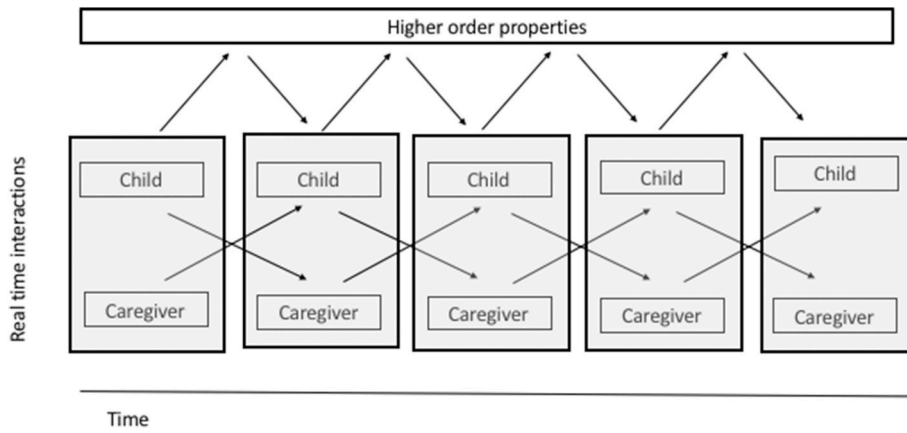 Higher order properties
Real time interactions
Child
Child
Child
Child
Child
Caregiver
Caregiver
Caregiver
Caregiver
Caregiver
Time